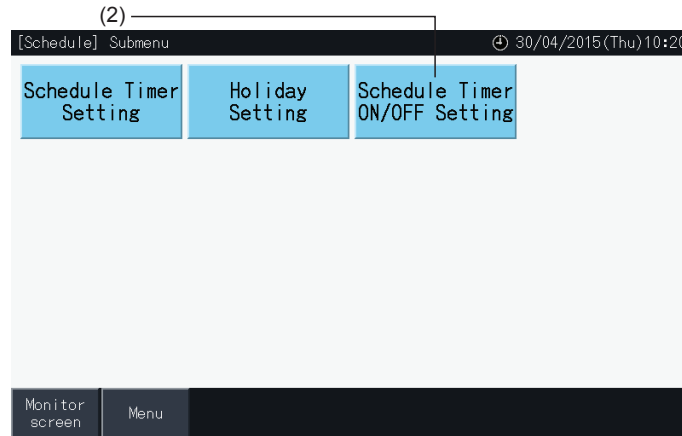 (2)
[Schedule] Submenu 30/04/2015(Thu)10:20
Schedule Timer
Setting
Holiday
Setting
Schedule Timer
ON/OFF Setting
Monitor
screen
Menu